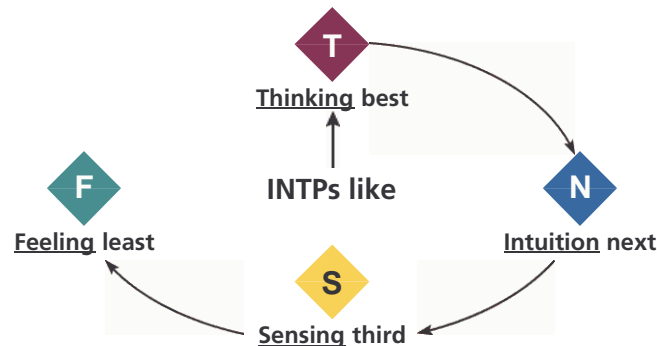 T
Thinking best
INTPs like
N
Intuition next
S
Sensing third
F
Feeling least